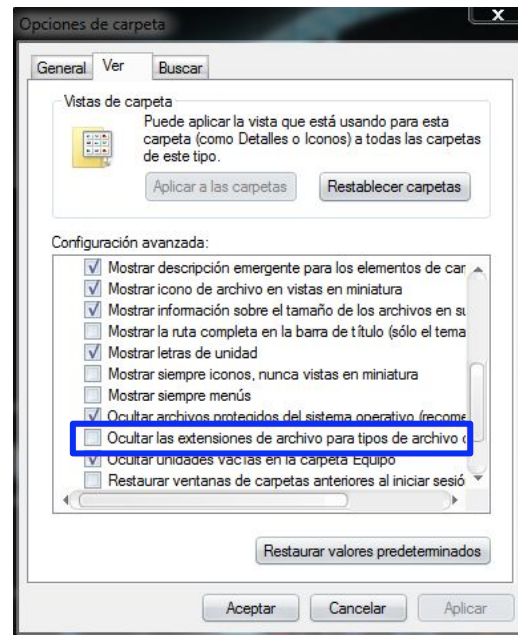 Opciones de carpeta
x
General Ver Buscar
Vistas de carpeta
Puede aplicar la vista que está usando para esta
carpeta (como Detalles o Iconos) a todas las carpetas
de este tipo.
Aplicar a las carpetas Restablecer carpetas
Configuración avanzada:
Mostrar descripción emergente para los elementos de car
Mostrar icono de archivo en vistas en miniatura
Mostrar información sobre el tamaño de los archivos en su
Mostrar la ruta completa en la barra de título (sólo el tema
Mostrar letras de unidad
Mostrar siempre iconos, nunca vistas en miniatura
Mostrar siempre menús
Ocultar archivos protegidos del sistema operativo (recome
Ocultar las extensiones de archivo para tipos de archivo c
Ocultar unidades vacías en la carpeta Equipo
Restaurar ventanas de carpetas anteriores al iniciar sesió
Restaurar valores predeterminados
Aceptar Cancelar Aplicar